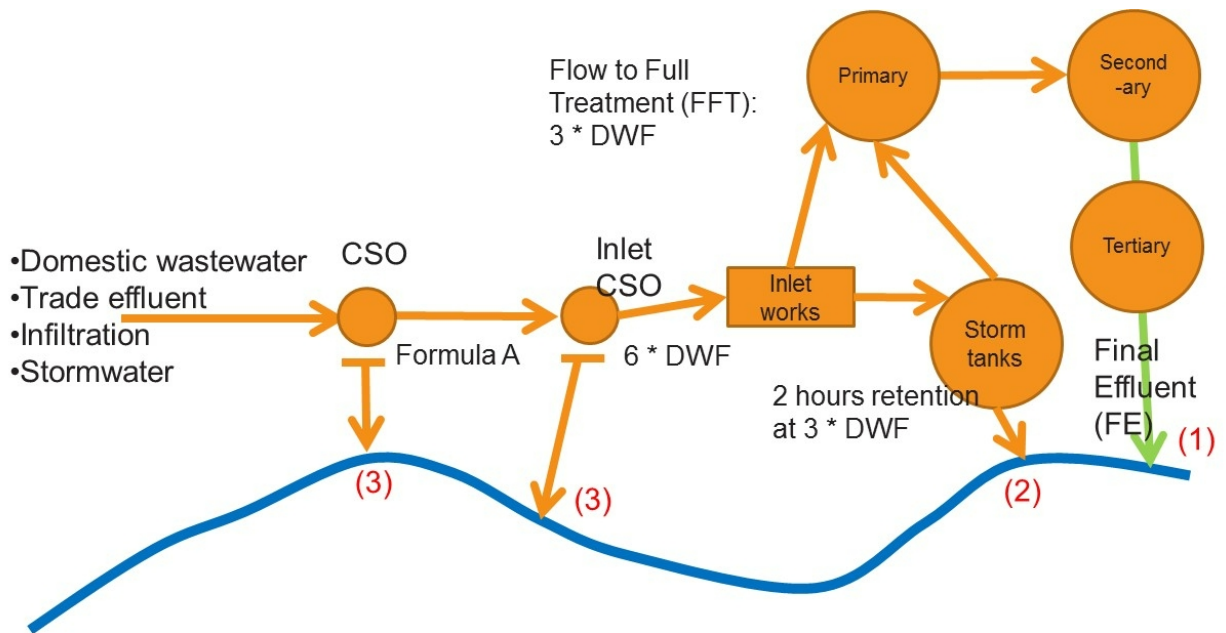 Flow to Full
Treatment (FFT):
3 * DWF
Primary
Second
-ary
Tertiary
•Domestic wastewater
•Trade effluent
•Infiltration
•Stormwater
CSO
Formula A
Inlet
CSO
6 * DWF
Inlet
works
Storm
tanks
2 hours retention
at 3 * DWF
Final
Effluent
(FE)
(1)
(2)
(3)
(3)